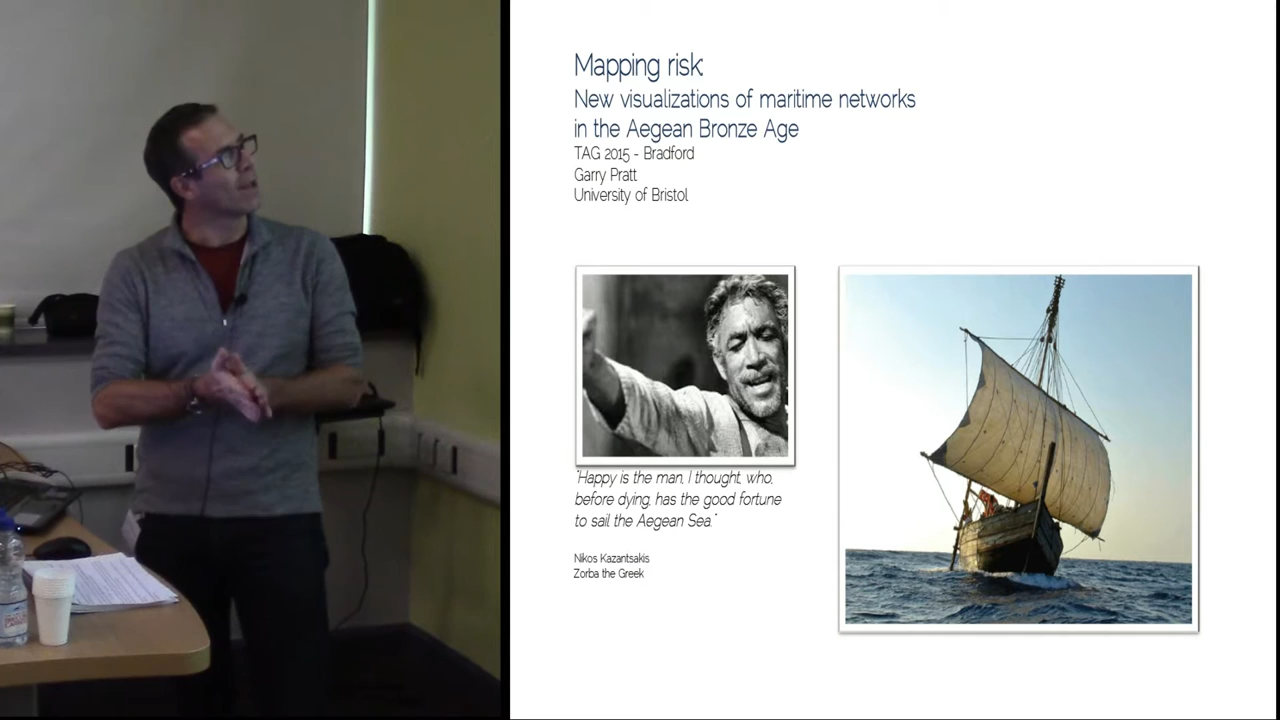 Mapping risk:
New visualizations of maritime networks
in the Aegean Bronze Age
TAG 2015 - Bradford
Garry Pratt
University of Bristol
"Happy is the man, I thought, who,
before dying, has the good fortune
to sail the Aegean Sea."
Nikos Kazantsakis
Zorba the Greek